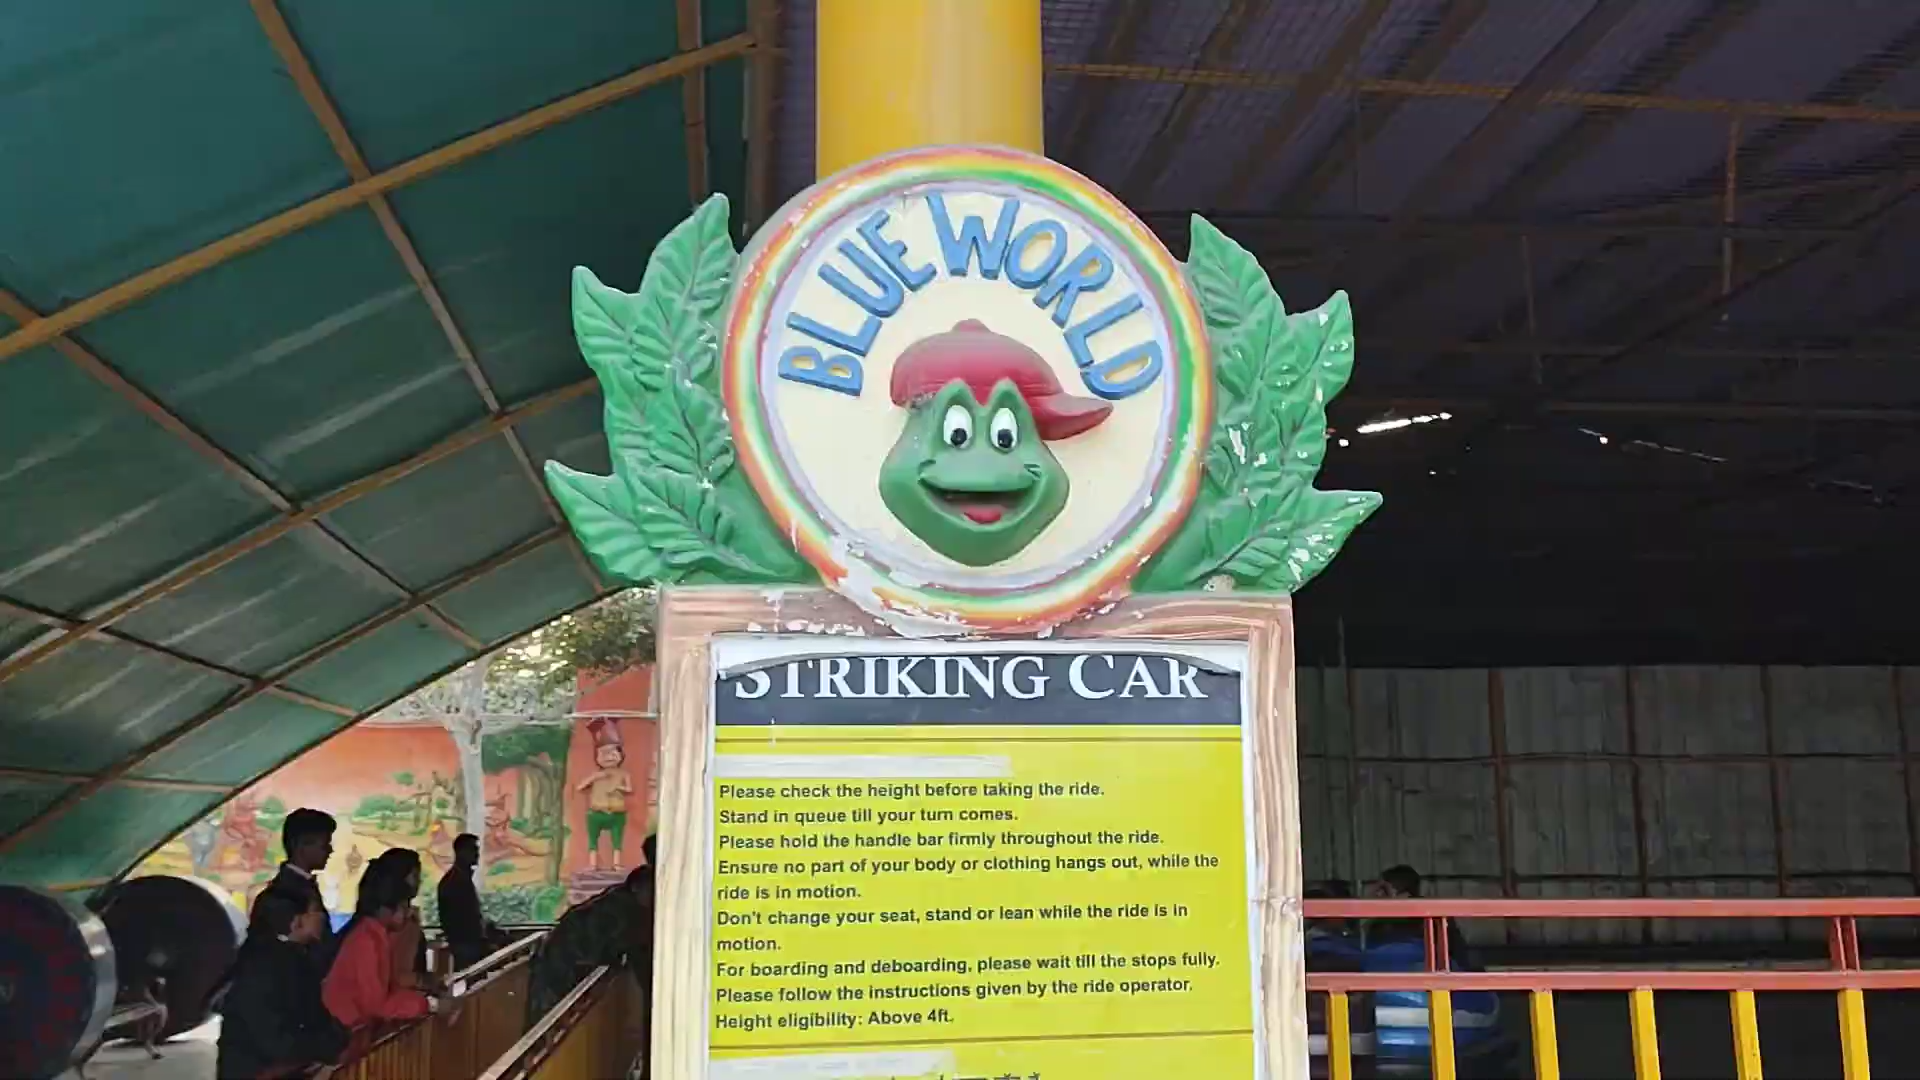 BLUE WORLD
STRIKING CAR
Please check the height before taking the ride.
Stand in queue till your turn comes.
Please hold the handle bar firmly throughout the ride.
Ensure no part of your body or clothing hangs out, while the
ride is in motion.
Don't change your seat, stand or lean while the ride is in
motion.
For boarding and deboarding, please wait till the stops fully.
Please follow the instructions given by the ride operator.
Height eligibility: Above 4ft.